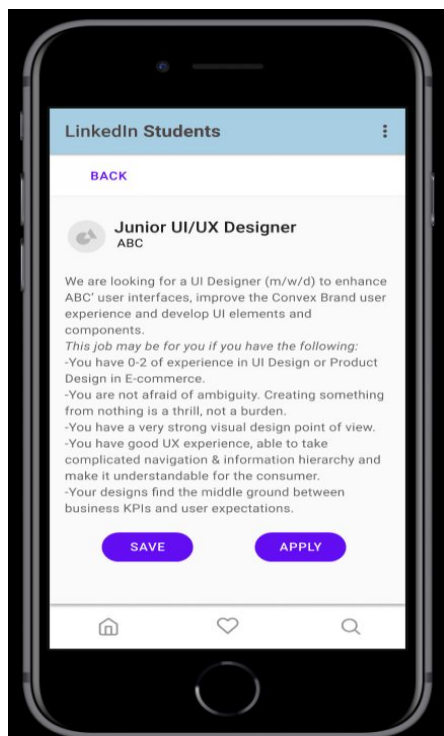 LinkedIn Students
BACK
Junior UI/UX Designer
ABC
We are looking for a UI Designer (m/w/d) to enhance
ABC' user interfaces, improve the Convex Brand user
experience and develop UI elements and
components.
This job may be for you if you have the following:
-You have 0-2 of experience in UI Design or Product
Design in E-commerce.
-You are not afraid of ambiguity. Creating something
from nothing is a thrill, not a burden.
-You have a very strong visual design point of view.
-You have good UX experience, able to take
complicated navigation & information hierarchy and
make it understandable for the consumer.
-Your designs find the middle ground between
business KPIs and user expectations.
SAVE
APPLY